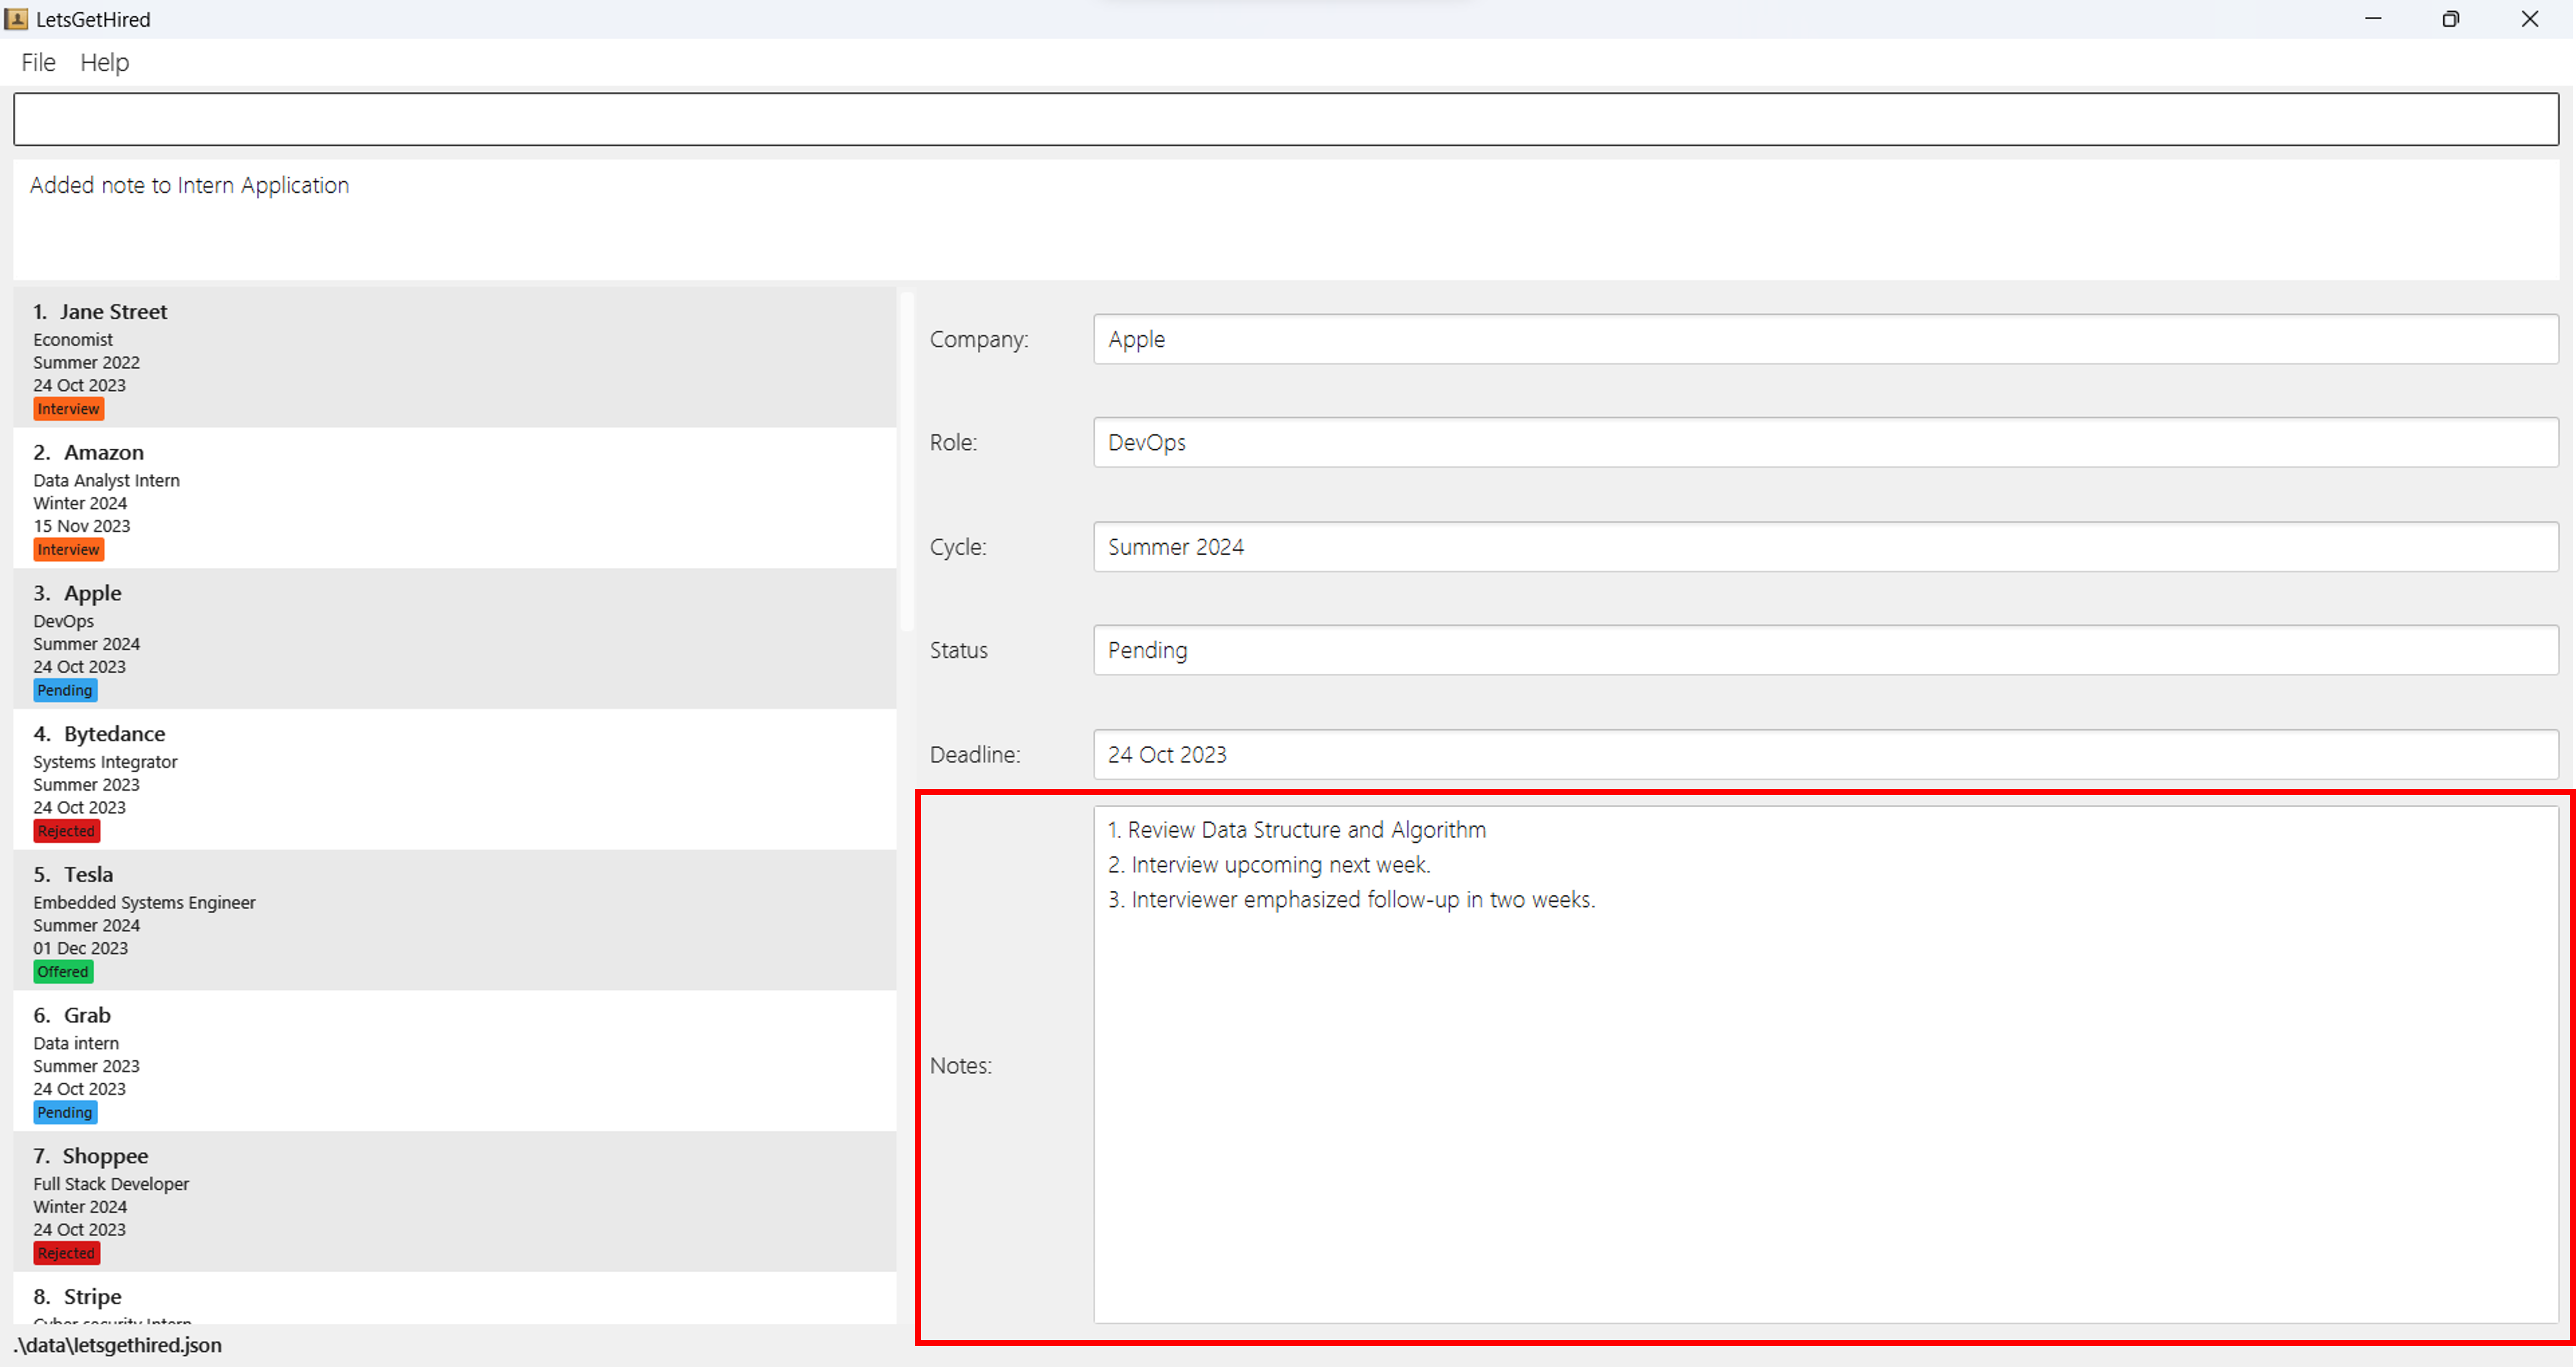 LetsGetHired
File Help
Added note to Intern Application
1. Jane Street
Economist
Summer 2022
24 Oct 2023
Interview
2. Amazon
Data Analyst Intern
Winter 2024
15 Nov 2023
Interview
3. Apple
DevOps
Summer 2024
24 Oct 2023
Pending
4. Bytedance
Systems Integrator
Summer 2023
24 Oct 2023
Rejected
5. Tesla
Embedded Systems Engineer
Summer 2024
01 Dec 2023
Offered
6. Grab
Data intern
Summer 2023
24 Oct 2023
Pending
7. Shoppee
Full Stack Developer
Winter 2024
24 Oct 2023
Rejected
8. Stripe
Cyber security Intern
Company: Apple
Role: DevOps
Cycle: Summer 2024
Status Pending
Deadline: 24 Oct 2023
Notes:
1. Review Data Structure and Algorithm
2. Interview upcoming next week.
3. Interviewer emphasized follow-up in two weeks.
.\data\letsgethired.json